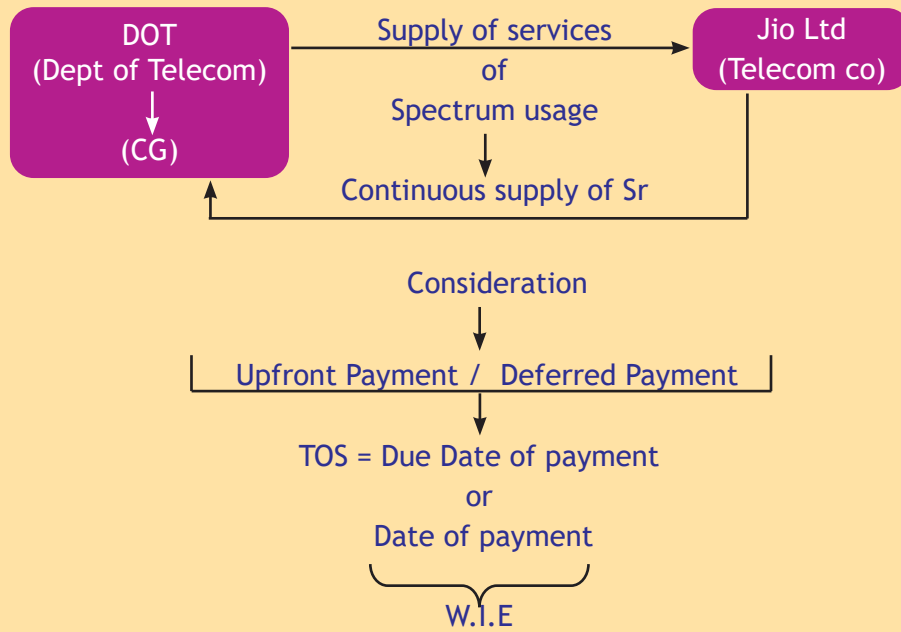 DOT
(Dept of Telecom)
(CG)
Supply of services
of
Spectrum usage
Continuous supply of Sr
Jio Ltd
(Telecom co)
Consideration
Upfront Payment / Deferred Payment
TOS = Due Date of payment
or
Date of payment
W.I.E